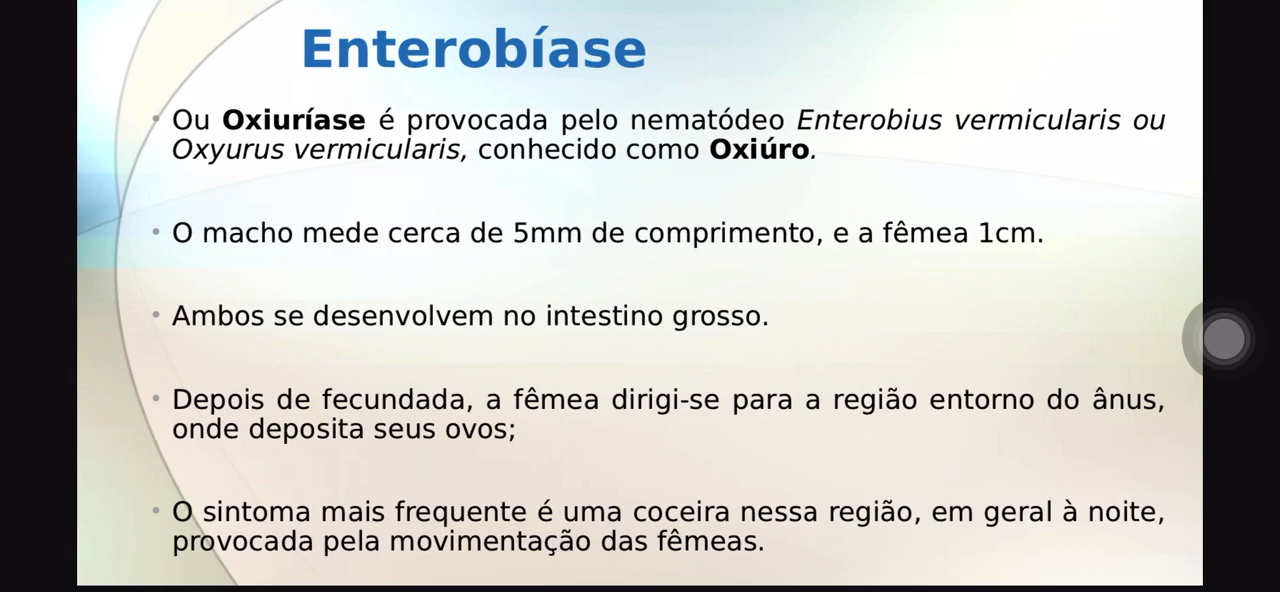 Enterobíase
• Ou Oxiuríase é provocada pelo nematódeo Enterobius vermicularis ou
Oxyurus vermicularis, conhecido como Oxiúro.
• O macho mede cerca de 5mm de comprimento, e a fêmea 1cm.
• Ambos se desenvolvem no intestino grosso.
• Depois de fecundada, a fêmea dirigi-se para a região entorno do ânus,
onde deposita seus ovos;
• O sintoma mais frequente é uma coceira nessa região, em geral à noite,
provocada pela movimentação das fêmeas.